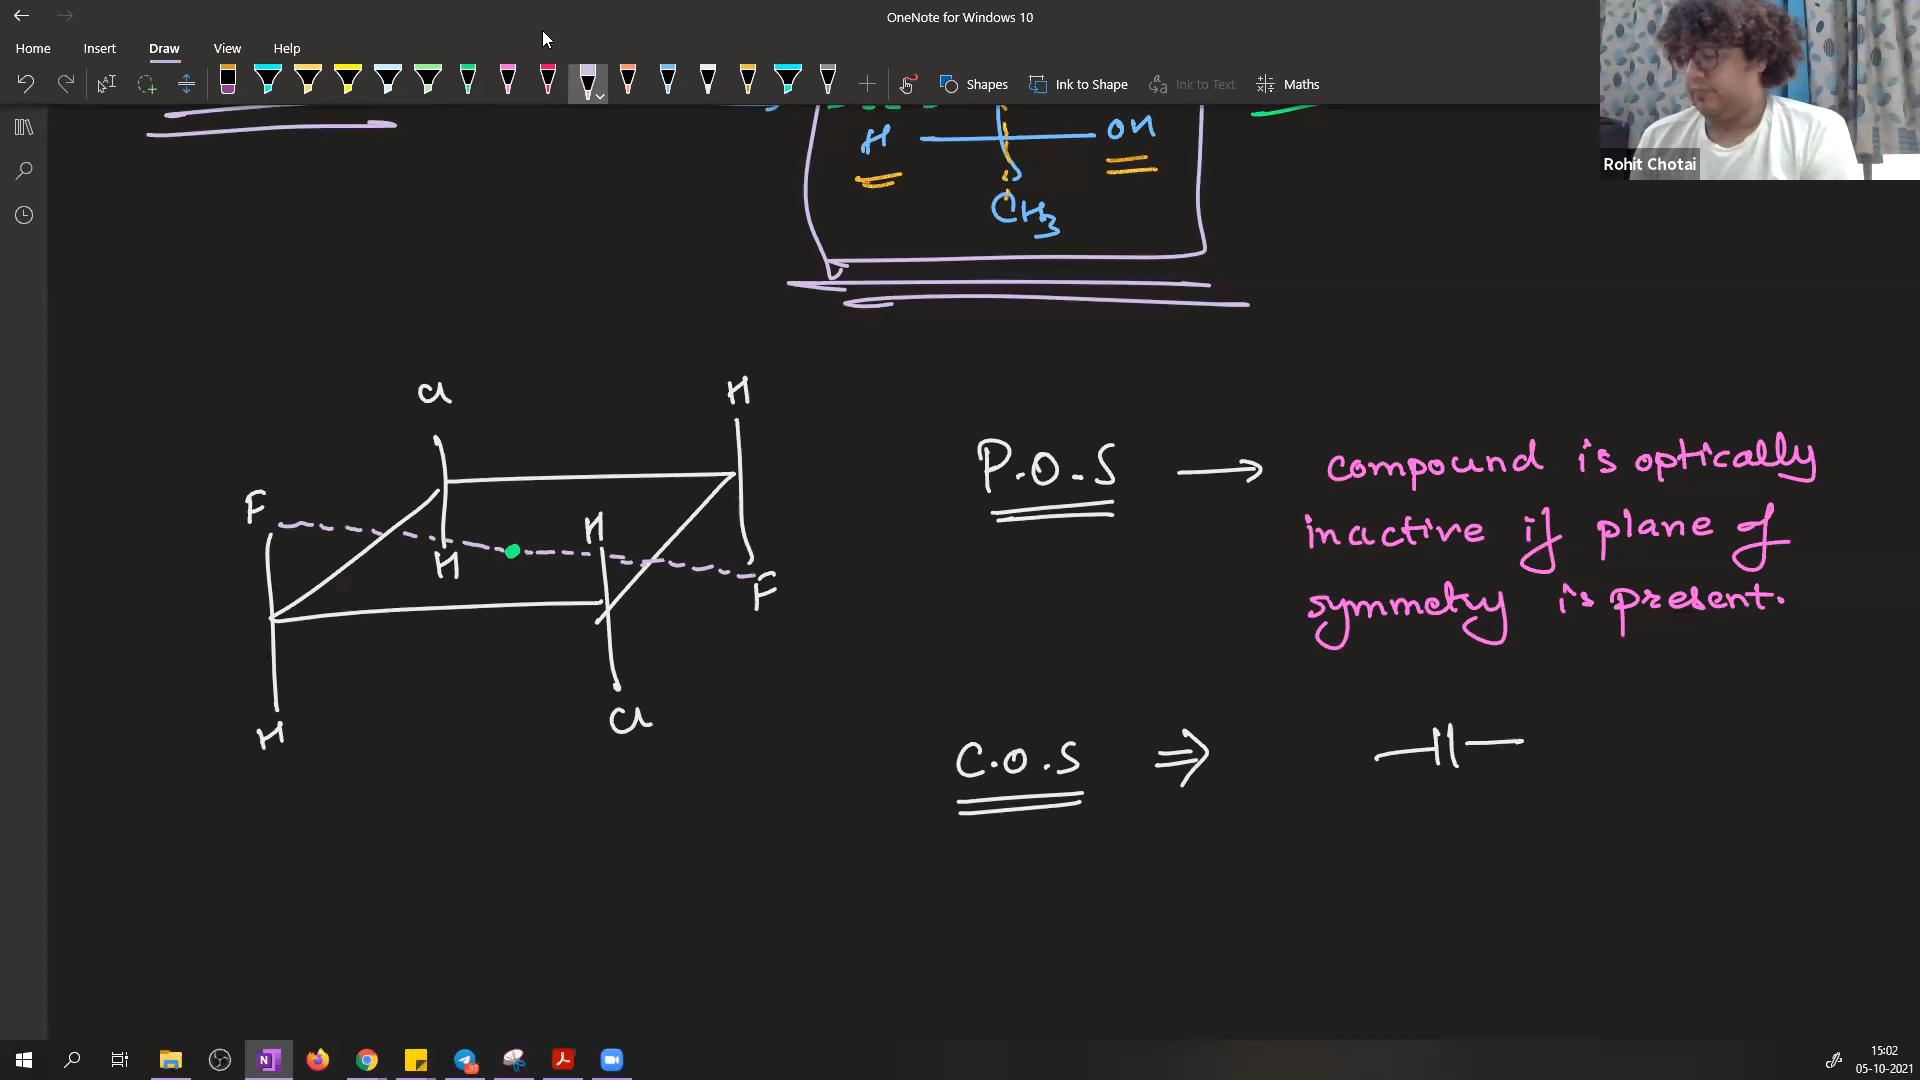 OneNote for Windows 10
Home Insert Draw View Help
Shapes Ink to Shape Ink to Text Maths
Rohit Chotai
H OH
CH3
Cl H
F
H H F
H Cl
P.O.S → compound is optically
inactive if plane of
symmetry is present.
C.O.S ⇒ —||—
N
37
15:02
05-10-2021